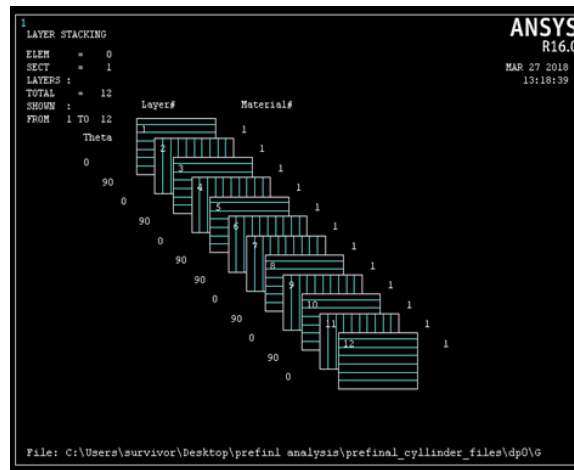 1
ANSYS
R16.0
LAYER STACKING
ELEM = 0
SECT = 1
LAYERS :
TOTAL = 12
SHOWN :
FROM 1 TO 12
MAR 27 2018
13:18:39
Layer# Material#
Theta
1 1
0
2 1
90
3 1
0
4 1
90
5 1
0
6 1
90
7 1
90
8 1
0
9 1
90
10 1
0
11 1
90
12 1
0
File: C:\Users\survivor\Desktop\prefinl analysis\prefinal_cyllinder_files\dp0\G